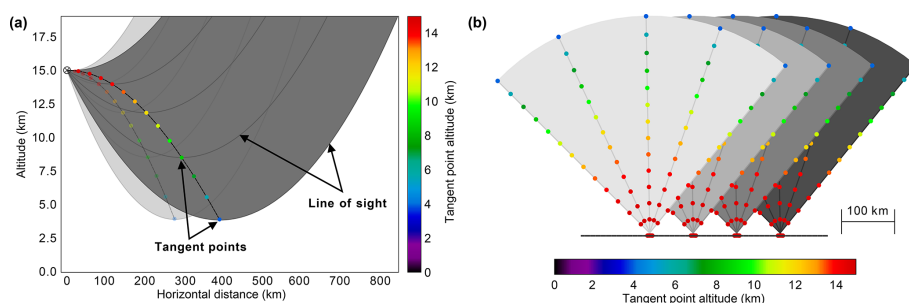 (a)
17.5
15.0
12.5
10.0
7.5
5.0
2.5
0.0
Altitude (km)
0 100 200 300 400 500 600 700 800
Horizontal distance (km)
Line of sight
Tangent points
14
12
10
8
6
4
2
0
Tangent point altitude (km)
(b)
100 km
0 2 4 6 8 10 12 14
Tangent point altitude (km)